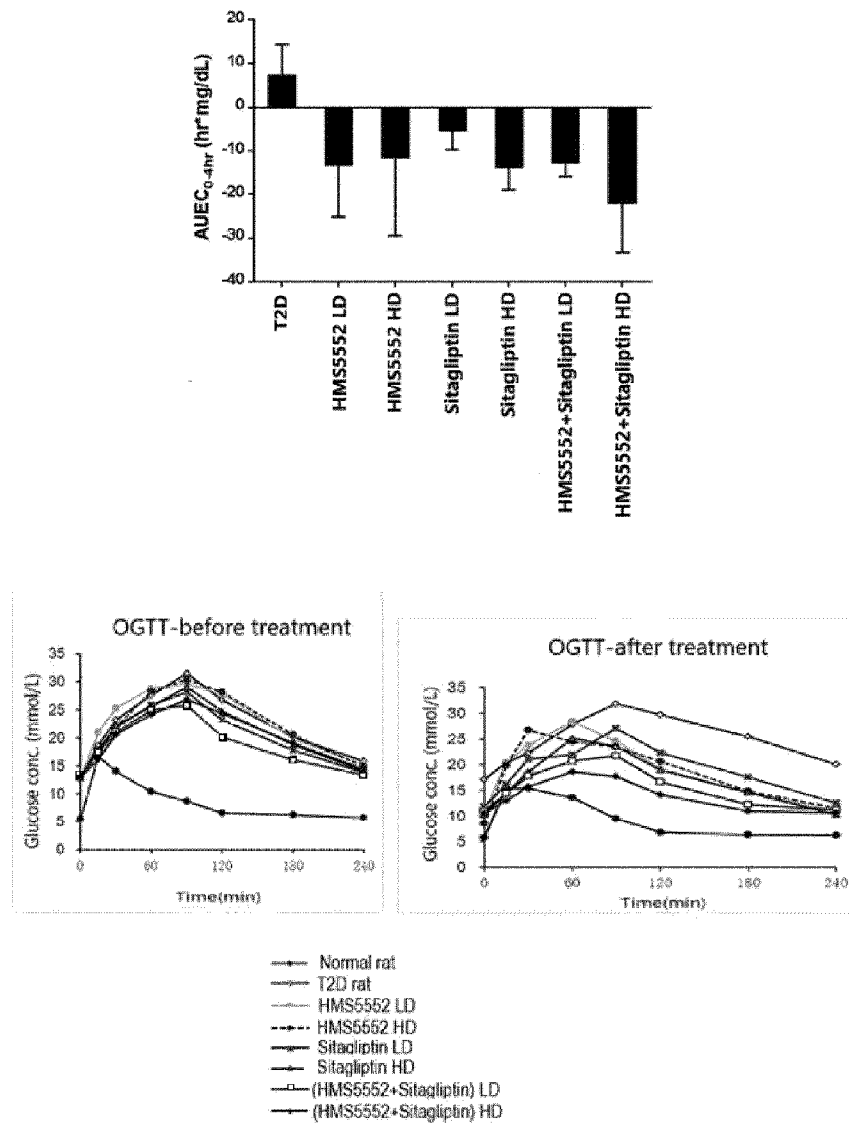 20
10
0
-10
-20
-30
-40
AUEC0-4hr (hr*mg/dL)
T2D
HMS5552 LD
HMS5552 HD
Sitagliptin LD
Sitagliptin HD
HMS5552+Sitagliptin LD
HMS5552+Sitagliptin HD
OGTT-before treatment
35
30
25
20
15
10
5
0
Glucose conc. (mmol/L)
0 60 120 180 240
Time(min)
OGTT-after treatment
35
30
25
20
15
10
5
0
Glucose conc. (mmol/L)
0 60 120 180 240
Time(min)
Normal rat
T2D rat
HMS5552 LD
HMS5552 HD
Sitagliptin LD
Sitagliptin HD
(HMS5552+Sitagliptin) LD
(HMS5552+Sitagliptin) HD